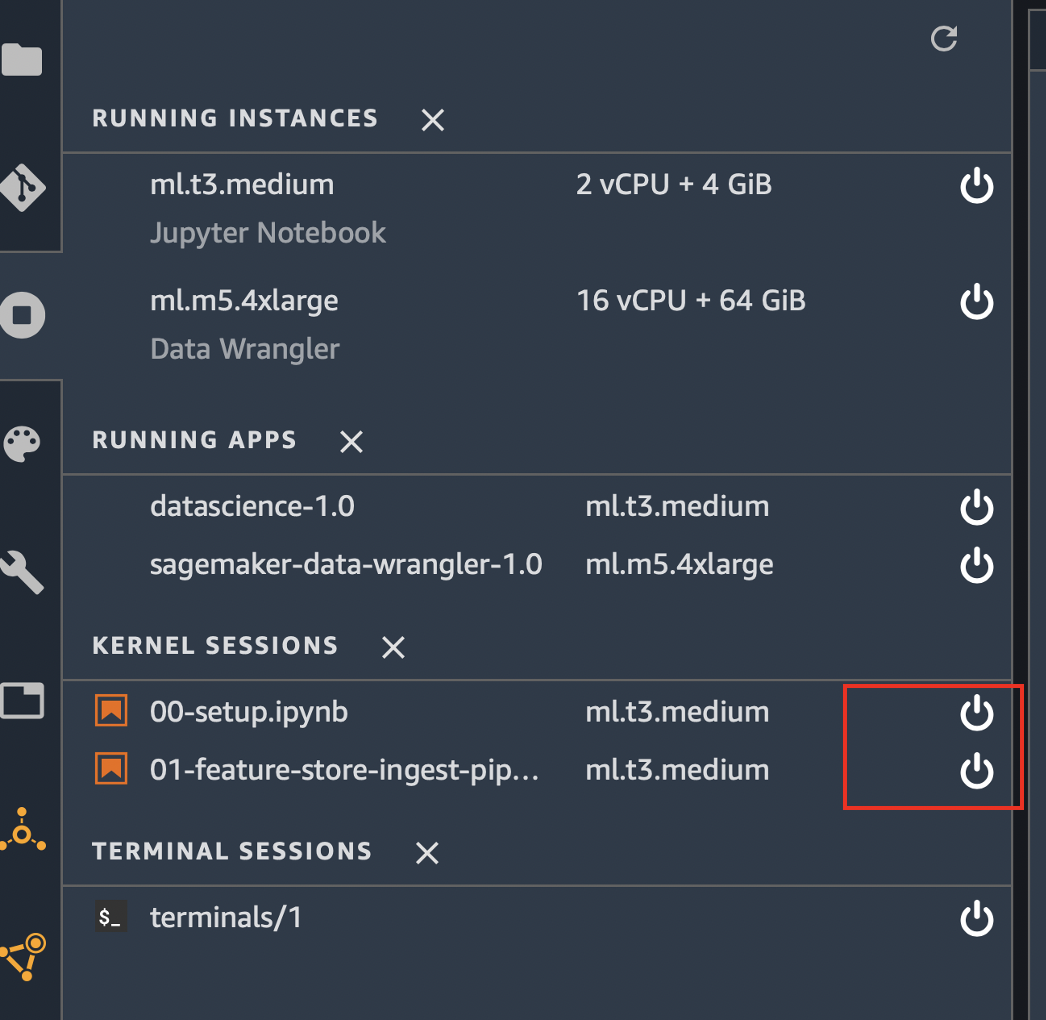 RUNNING INSTANCES
ml.t3.medium 2 vCPU + 4 GiB
Jupyter Notebook
ml.m5.4xlarge 16 vCPU + 64 GiB
Data Wrangler
RUNNING APPS
datascience-1.0 ml.t3.medium
sagemaker-data-wrangler-1.0 ml.m5.4xlarge
KERNEL SESSIONS
00-setup.ipynb ml.t3.medium
01-feature-store-ingest-pip... ml.t3.medium
TERMINAL SESSIONS
$_ terminals/1